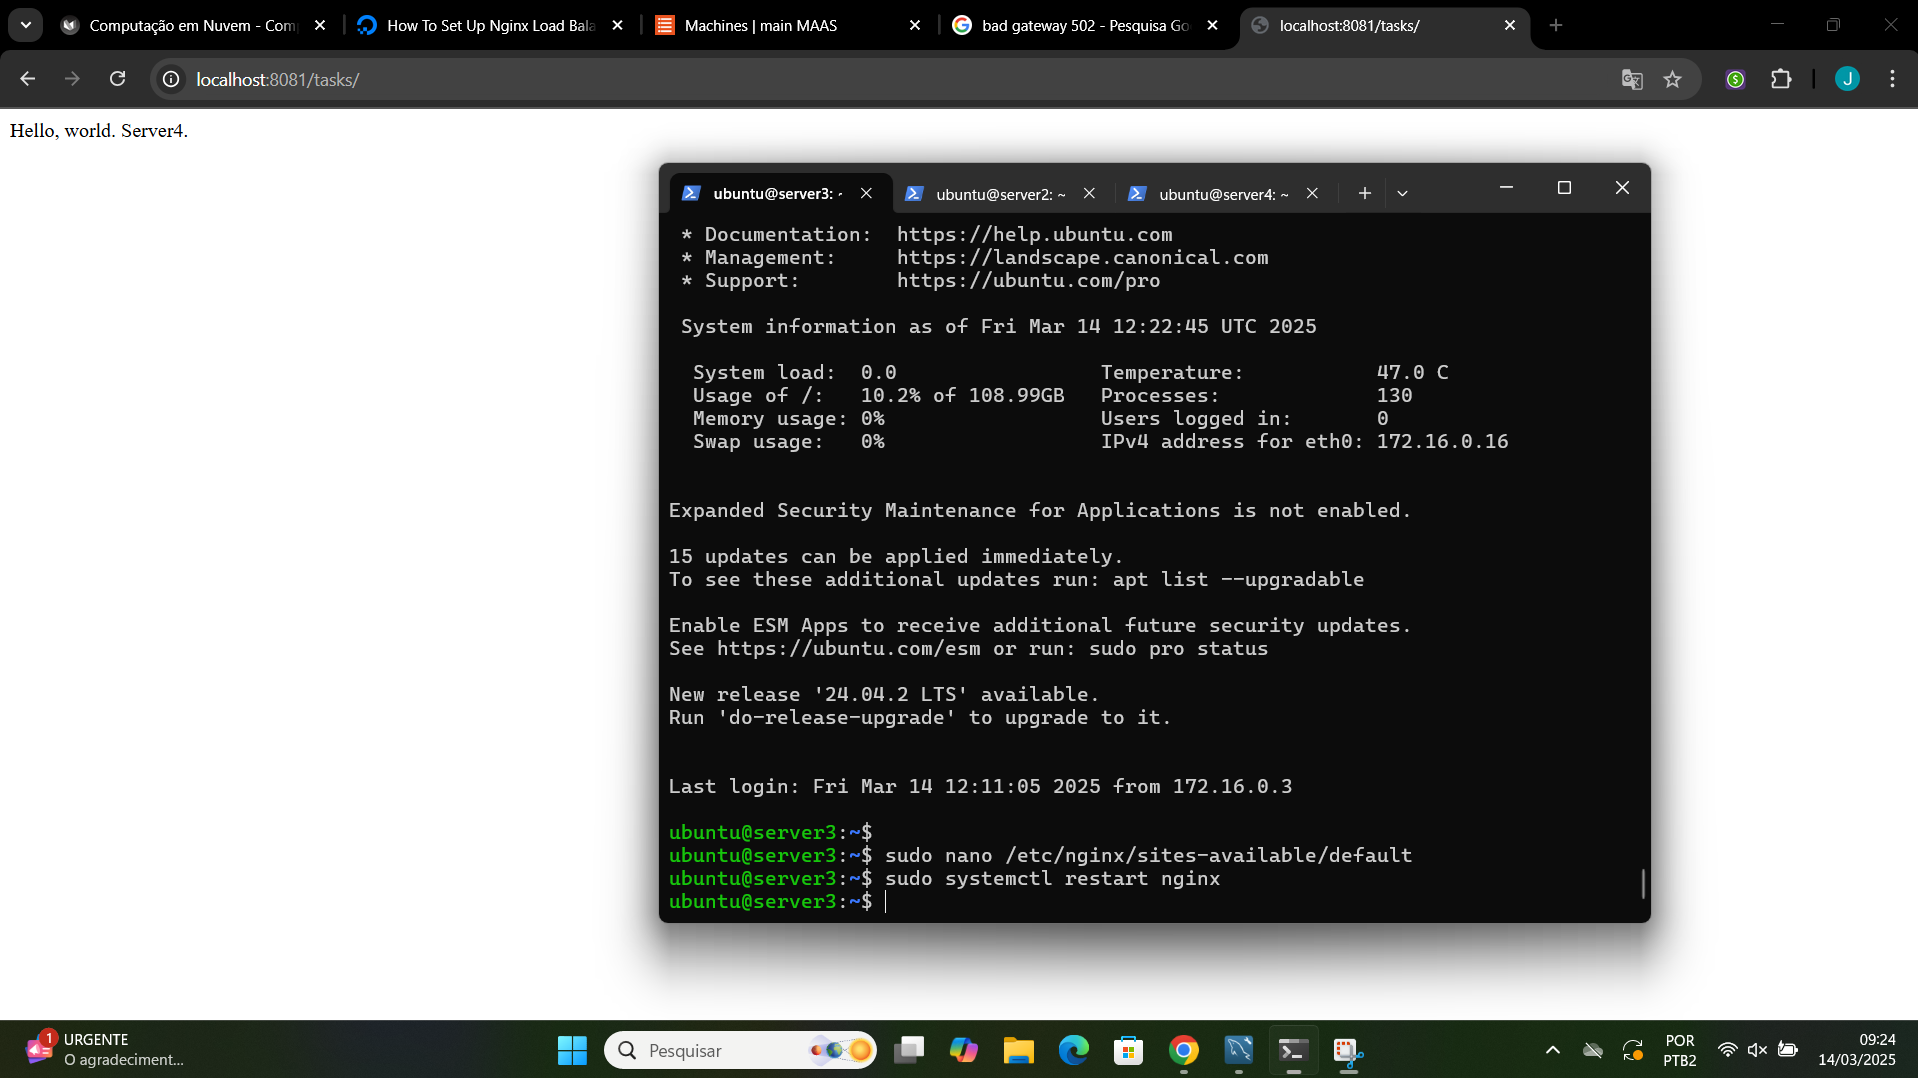 Computação em Nuvem - Com
How To Set Up Nginx Load Bala
Machines | main MAAS
bad gateway 502 - Pesquisa Go
localhost:8081/tasks/
localhost:8081/tasks/
J
Hello, world. Server4.
ubuntu@server3: ~
ubuntu@server2: ~
ubuntu@server4: ~
* Documentation:  https://help.ubuntu.com
* Management:     https://landscape.canonical.com
* Support:        https://ubuntu.com/pro
System information as of Fri Mar 14 12:22:45 UTC 2025
System load:  0.0                 Temperature:           47.0 C
Usage of /:   10.2% of 108.99GB   Processes:             130
Memory usage: 0%                  Users logged in:       0
Swap usage:   0%                  IPv4 address for eth0: 172.16.0.16
Expanded Security Maintenance for Applications is not enabled.
15 updates can be applied immediately.
To see these additional updates run: apt list --upgradable
Enable ESM Apps to receive additional future security updates.
See https://ubuntu.com/esm or run: sudo pro status
New release '24.04.2 LTS' available.
Run 'do-release-upgrade' to upgrade to it.
Last login: Fri Mar 14 12:11:05 2025 from 172.16.0.3
ubuntu@server3:~$
ubuntu@server3:~$ sudo nano /etc/nginx/sites-available/default
ubuntu@server3:~$ sudo systemctl restart nginx
ubuntu@server3:~$
1
URGENTE
O agradeciment...
Pesquisar
POR
PTB2
09:24
14/03/2025